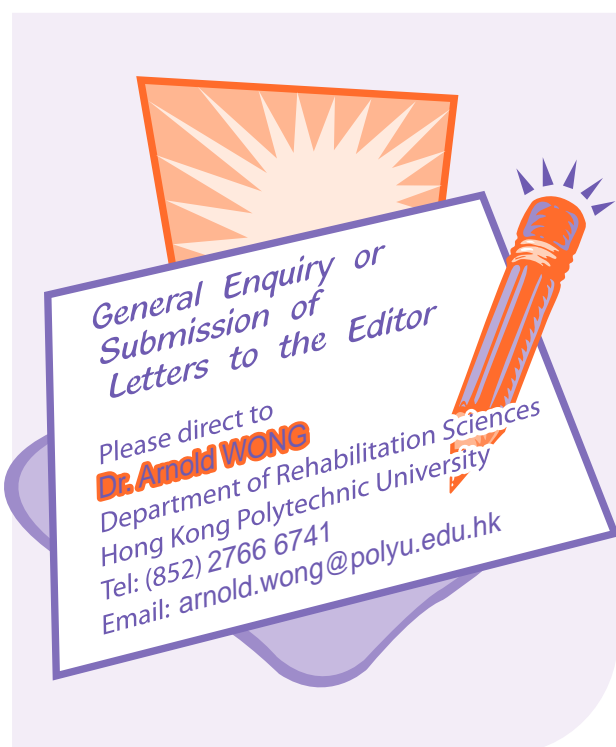 General Enquiry or
Submission of
Letters to the Editor
Please direct to
Dr. Arnold WONG
Department of Rehabilitation Sciences
Hong Kong Polytechnic University
Tel: (852) 2766 6741
Email: arnold.wong@polyu.edu.hk